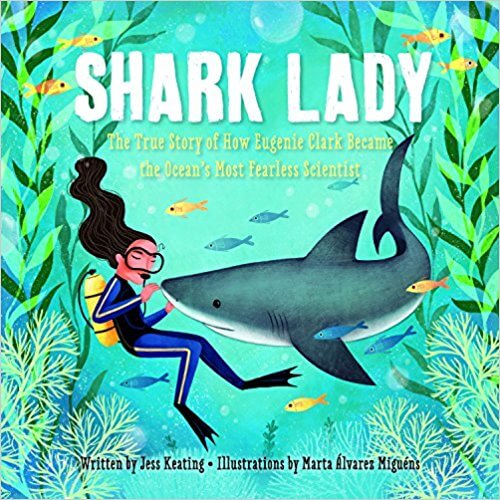 SHARK LADY
The True Story of How Eugenie Clark Became
the Ocean's Most Fearless Scientist
Written by Jess Keating • Illustrations by Marta Álvarez Miguéns